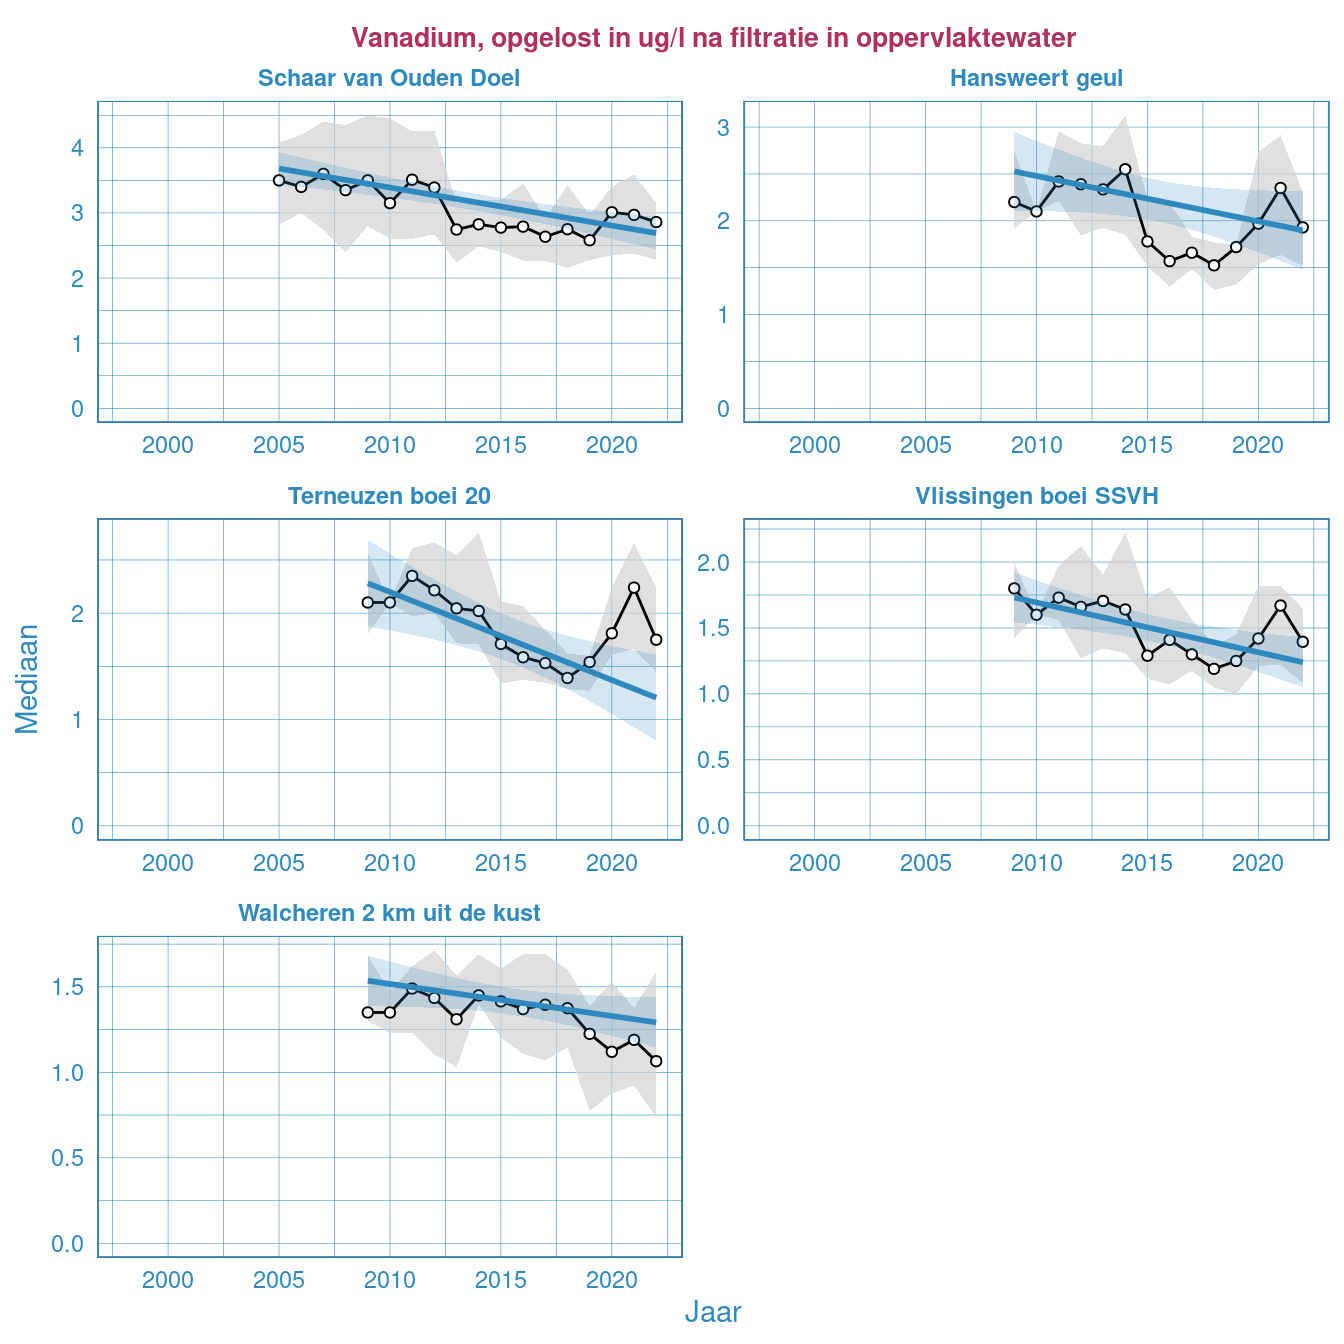 Vanadium, opgelost in ug/l na filtratie in oppervlaktewater
Schaar van Ouden Doel
4
3
2
1
0
2000 2005 2010 2015 2020
Hansweert geul
3
2
1
0
2000 2005 2010 2015 2020
Terneuzen boei 20
2
1
0
2000 2005 2010 2015 2020
Vlissingen boei SSVH
2.0
1.5
1.0
0.5
0.0
2000 2005 2010 2015 2020
Walcheren 2 km uit de kust
1.5
1.0
0.5
0.0
2000 2005 2010 2015 2020
Mediaan
Jaar